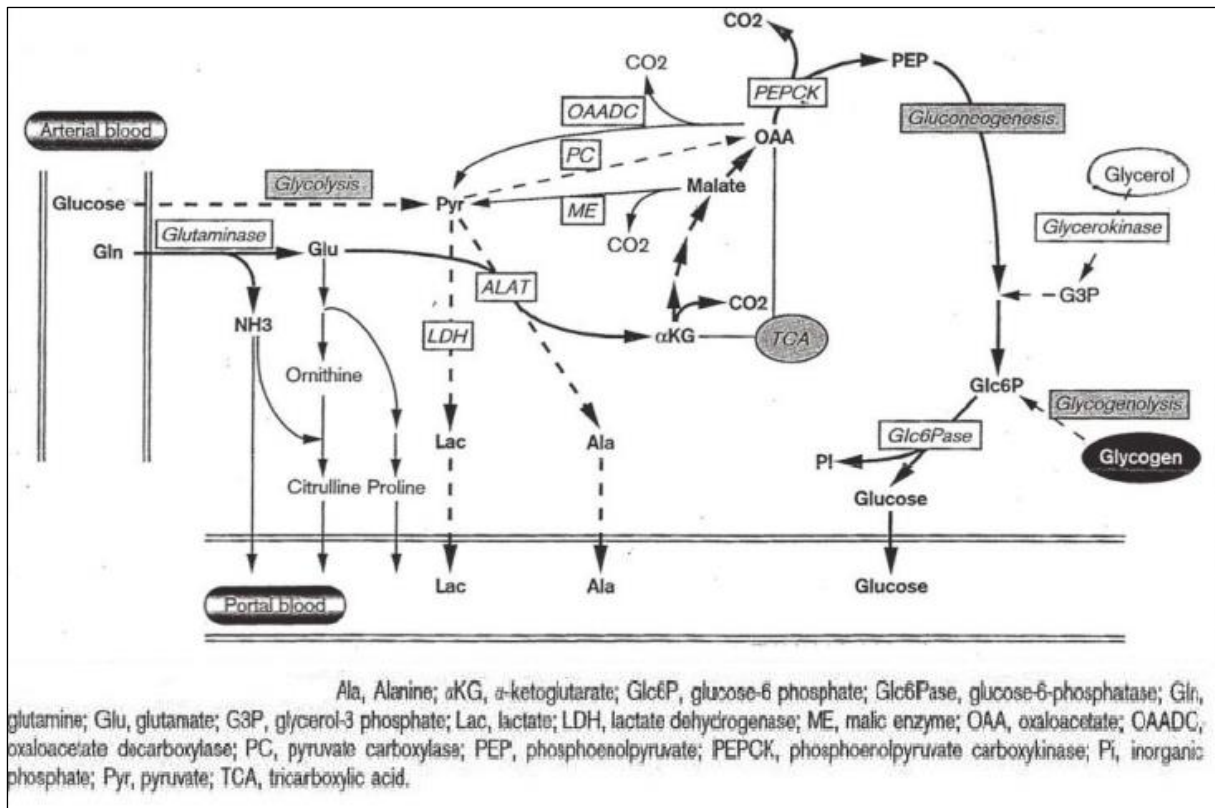 CO2
CO2
PEP
OAADC
PEPCK
Arterial blood
PC
OAA
Gluconeogenesis.
Glycolysis
Glycerol
Glucose
Pyr
ME
Malate
Glutaminase
CO2
Glycerokinase
Gln
Glu
ALAT
CO2
G3P
NH3
LDH
αKG
TCA
Ornithine
Glc6P
Glycogenolysis
Glc6Pase
Lac
Ala
PI
Glycogen
Citrulline Proline
Glucose
Lac
Ala
Glucose
Portal blood
Ala, Alanine; αKG, α-ketoglutarate; Glc6P, glucose-6 phosphate; Glc6Pase, glucose-6-phosphatase; Gln,
glutamine; Glu, glutamate; G3P, glycerol-3 phosphate; Lac, lactate; LDH, lactate dehydrogenase; ME, malic enzyme; OAA, oxaloacetate; OAADC,
oxaloacetate decarboxylase; PC, pyruvate carboxylase; PEP, phosphoenolpyruvate; PEPCK, phosphoenolpyruvate carboxykinase; Pi, inorganic
phosphate; Pyr, pyruvate; TCA, tricarboxylic acid.